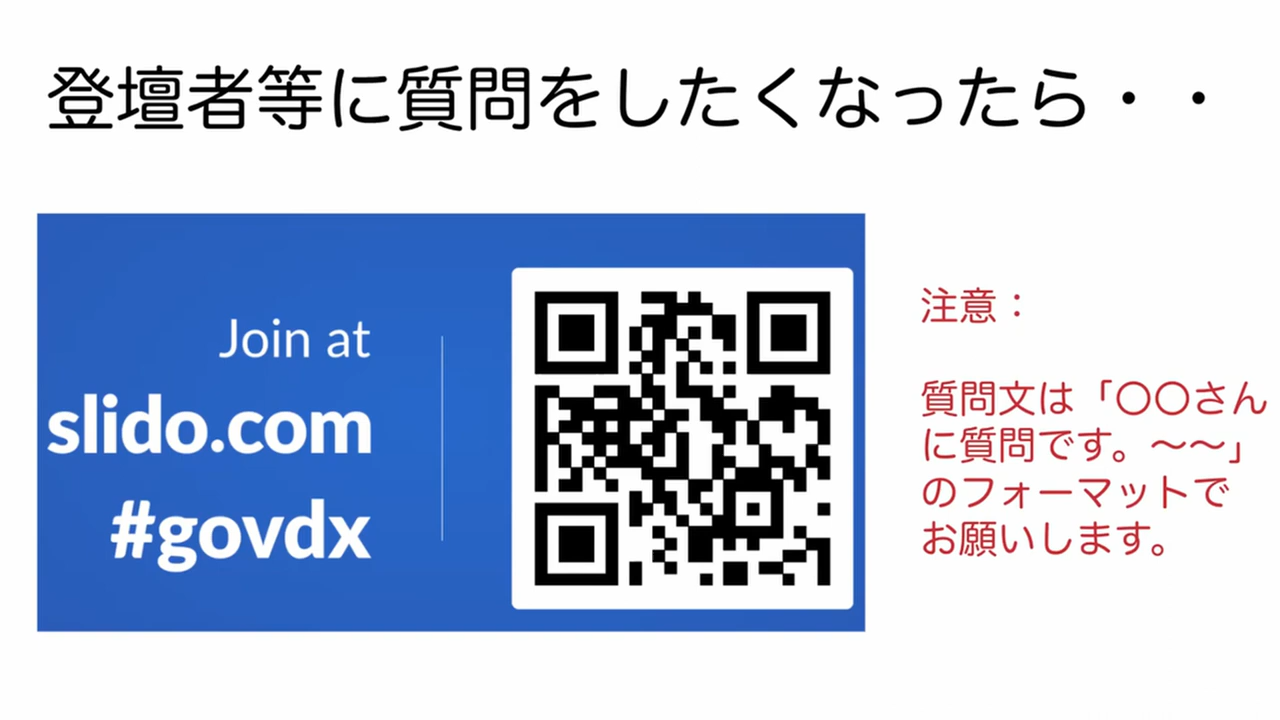 登壇者等に質問をしたくなったら・・
Join at
slido.com
#govdx
注意：
質問文は「〇〇さん
に質問です。〜〜」
のフォーマットで
お願いします。